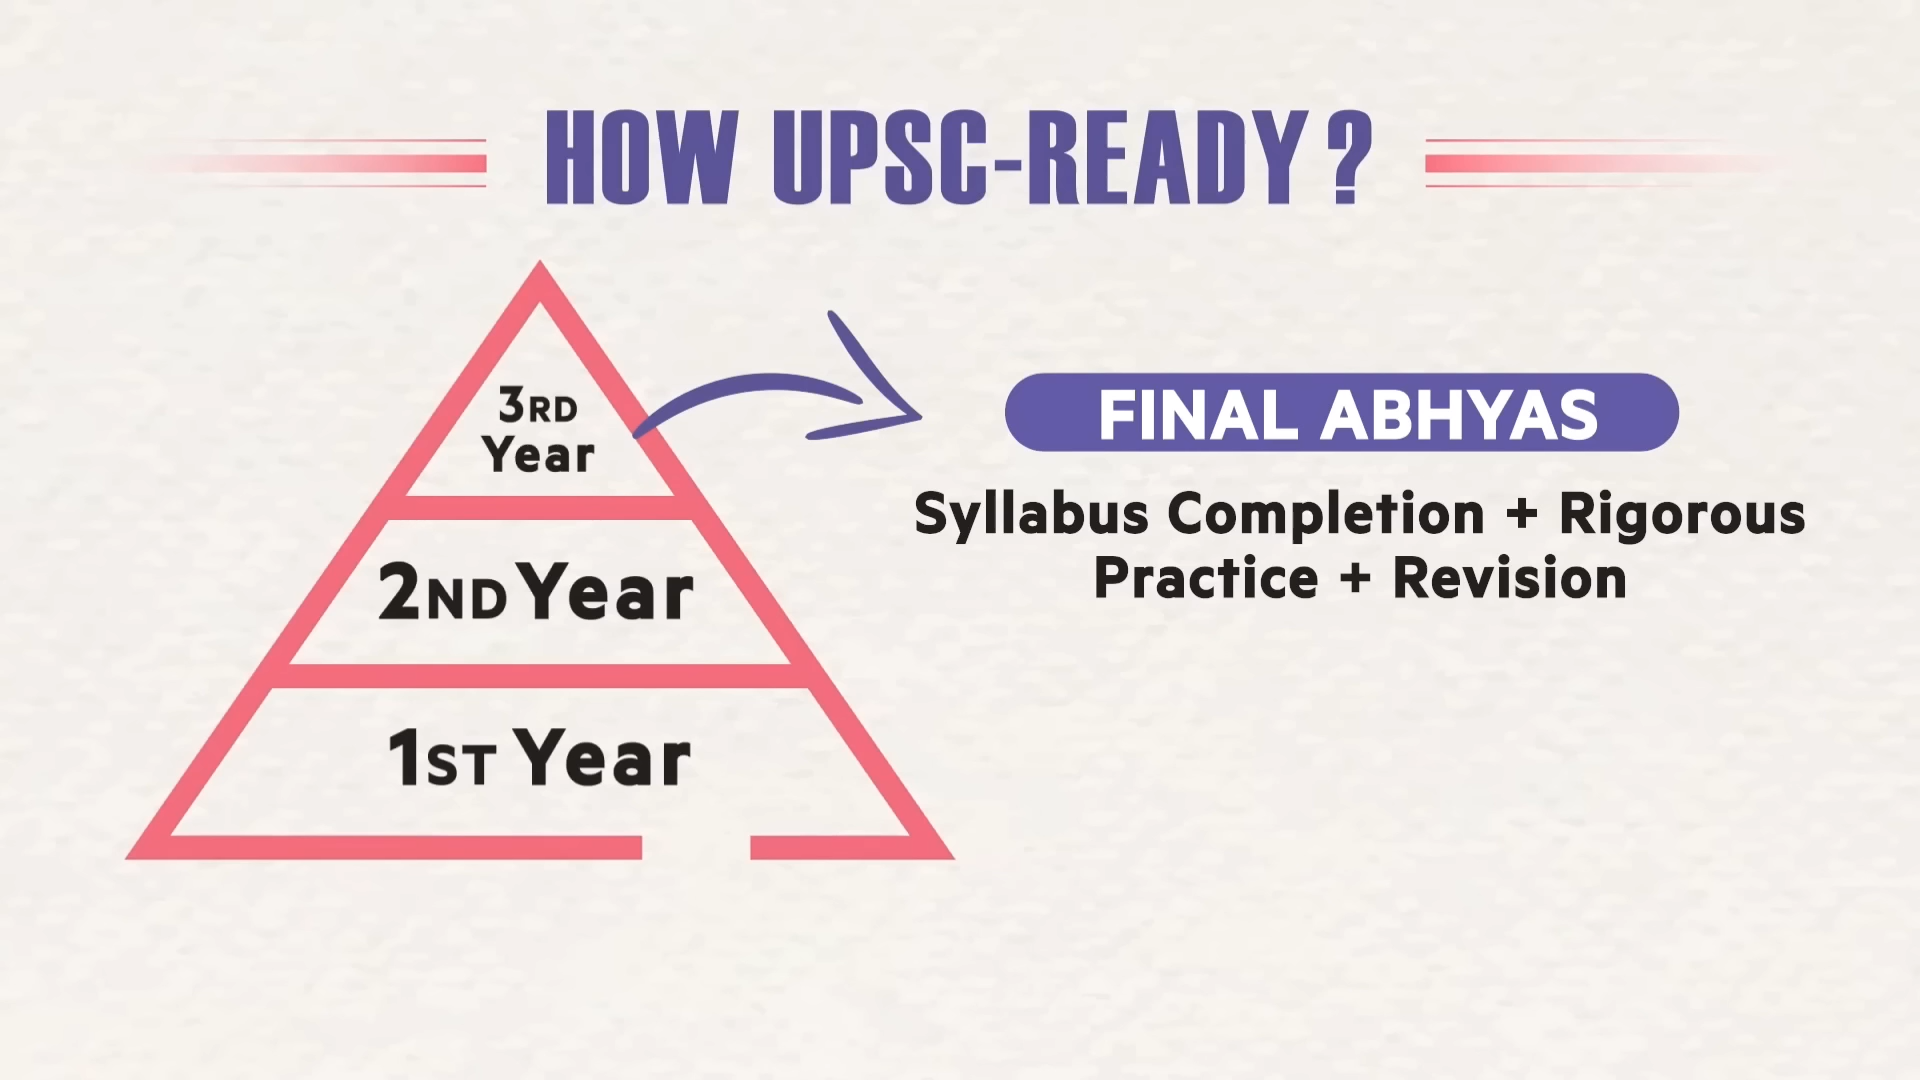 HOW UPSC-READY ?
3RD
Year
2ND Year
1ST Year
FINAL ABHYAS
Syllabus Completion + Rigorous
Practice + Revision